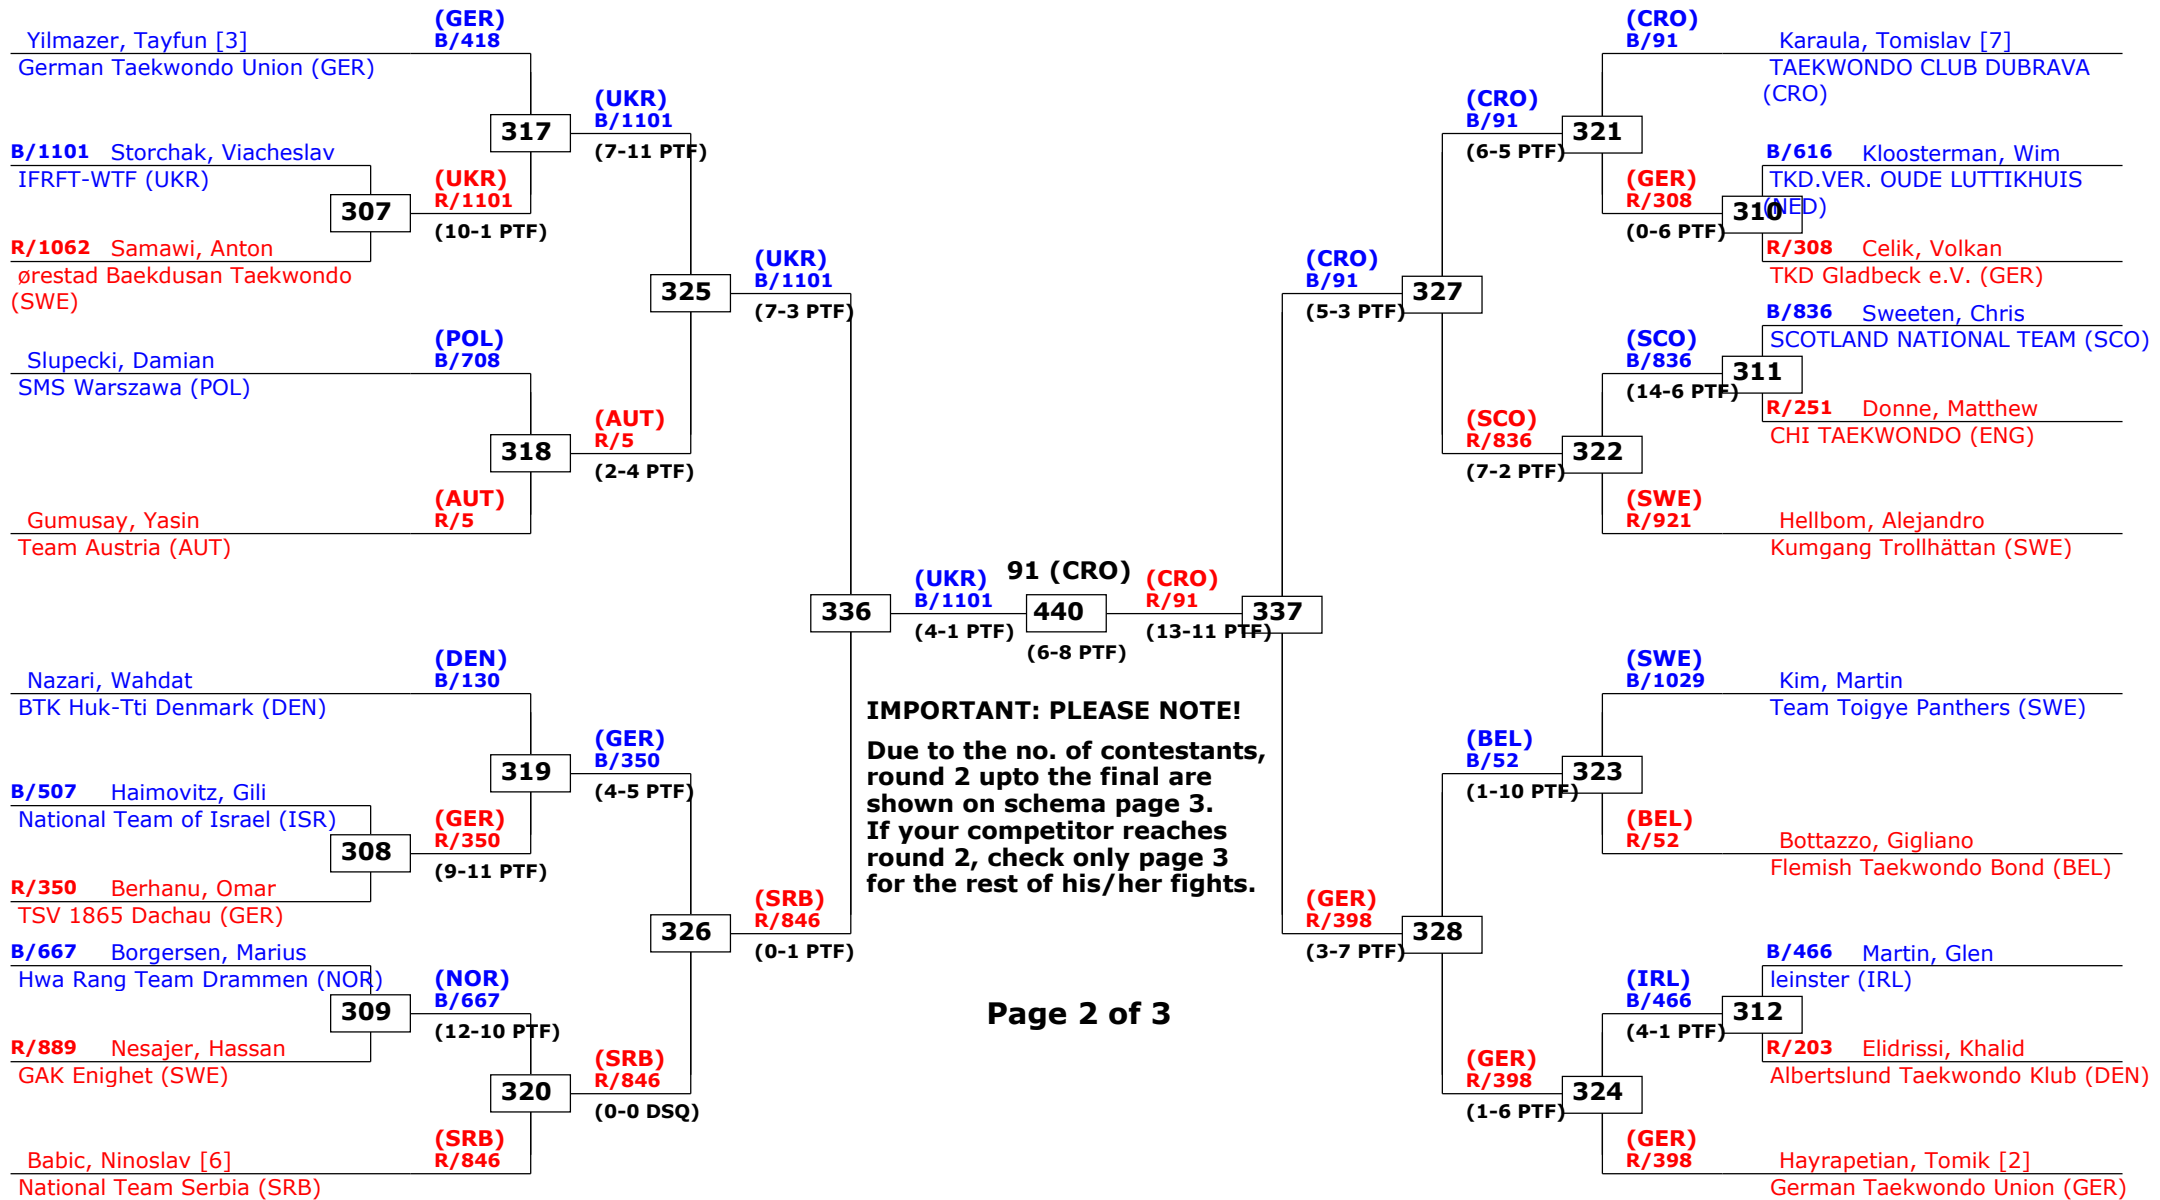 (GER)
Yilmazer, Tayfun [3] B/418
German Taekwondo Union (GER)
(UKR)
B/1101
317
(7-11 PTF)
B/1101 Storchak, Viacheslav
IFRFT-WTF (UKR)
(UKR)
R/1101
307
(10-1 PTF)
R/1062 Samawi, Anton
ørestad Baekdusan Taekwondo
(SWE)
(UKR)
B/1101
325
(7-3 PTF)
(POL)
Slupecki, Damian B/708
SMS Warszawa (POL)
(AUT)
R/5
318
(2-4 PTF)
(AUT)
Gumusay, Yasin R/5
Team Austria (AUT)
336
(UKR)
B/1101
(4-1 PTF)
91 (CRO)
440
(6-8 PTF)
(CRO)
R/91
(13-11 PTF)
337
(DEN)
Nazari, Wahdat B/130
BTK Huk-Tti Denmark (DEN)
(GER)
B/350
319
(4-5 PTF)
B/507 Haimovitz, Gili
National Team of Israel (ISR)
(GER)
R/350
308
(9-11 PTF)
R/350 Berhanu, Omar
TSV 1865 Dachau (GER)
(SRB)
R/846
326
(0-1 PTF)
B/667 Borgersen, Marius
Hwa Rang Team Drammen (NOR)
(NOR)
B/667
309
(12-10 PTF)
R/889 Nesajer, Hassan
GAK Enighet (SWE)
(SRB)
R/846
320
(0-0 DSQ)
(SRB)
Babic, Ninoslav [6] R/846
National Team Serbia (SRB)
IMPORTANT: PLEASE NOTE!
Due to the no. of contestants,
round 2 upto the final are
shown on schema page 3.
If your competitor reaches
round 2, check only page 3
for the rest of his/her fights.
Page 2 of 3
(CRO)
B/91 Karaula, Tomislav [7]
TAEKWONDO CLUB DUBRAVA
(CRO)
(CRO)
B/91
321
(6-5 PTF)
B/616 Kloosterman, Wim
TKD.VER. OUDE LUTTIKHUIS
(NED)
(GER)
R/308
310
(0-6 PTF)
R/308 Celik, Volkan
TKD Gladbeck e.V. (GER)
(CRO)
B/91
327
(5-3 PTF)
B/836 Sweeten, Chris
SCOTLAND NATIONAL TEAM (SCO)
(SCO)
B/836
311
(14-6 PTF)
R/251 Donne, Matthew
CHI TAEKWONDO (ENG)
(SCO)
R/836
322
(7-2 PTF)
(SWE)
R/921 Hellbom, Alejandro
Kumgang Trollhättan (SWE)
(SWE)
B/1029 Kim, Martin
Team Toigye Panthers (SWE)
(BEL)
B/52
323
(1-10 PTF)
(BEL)
R/52 Bottazzo, Gigliano
Flemish Taekwondo Bond (BEL)
(GER)
R/398
328
(3-7 PTF)
B/466 Martin, Glen
leinster (IRL)
(IRL)
B/466
312
(4-1 PTF)
R/203 Elidrissi, Khalid
Albertslund Taekwondo Klub (DEN)
(GER)
R/398
324
(1-6 PTF)
(GER)
R/398 Hayrapetian, Tomik [2]
German Taekwondo Union (GER)